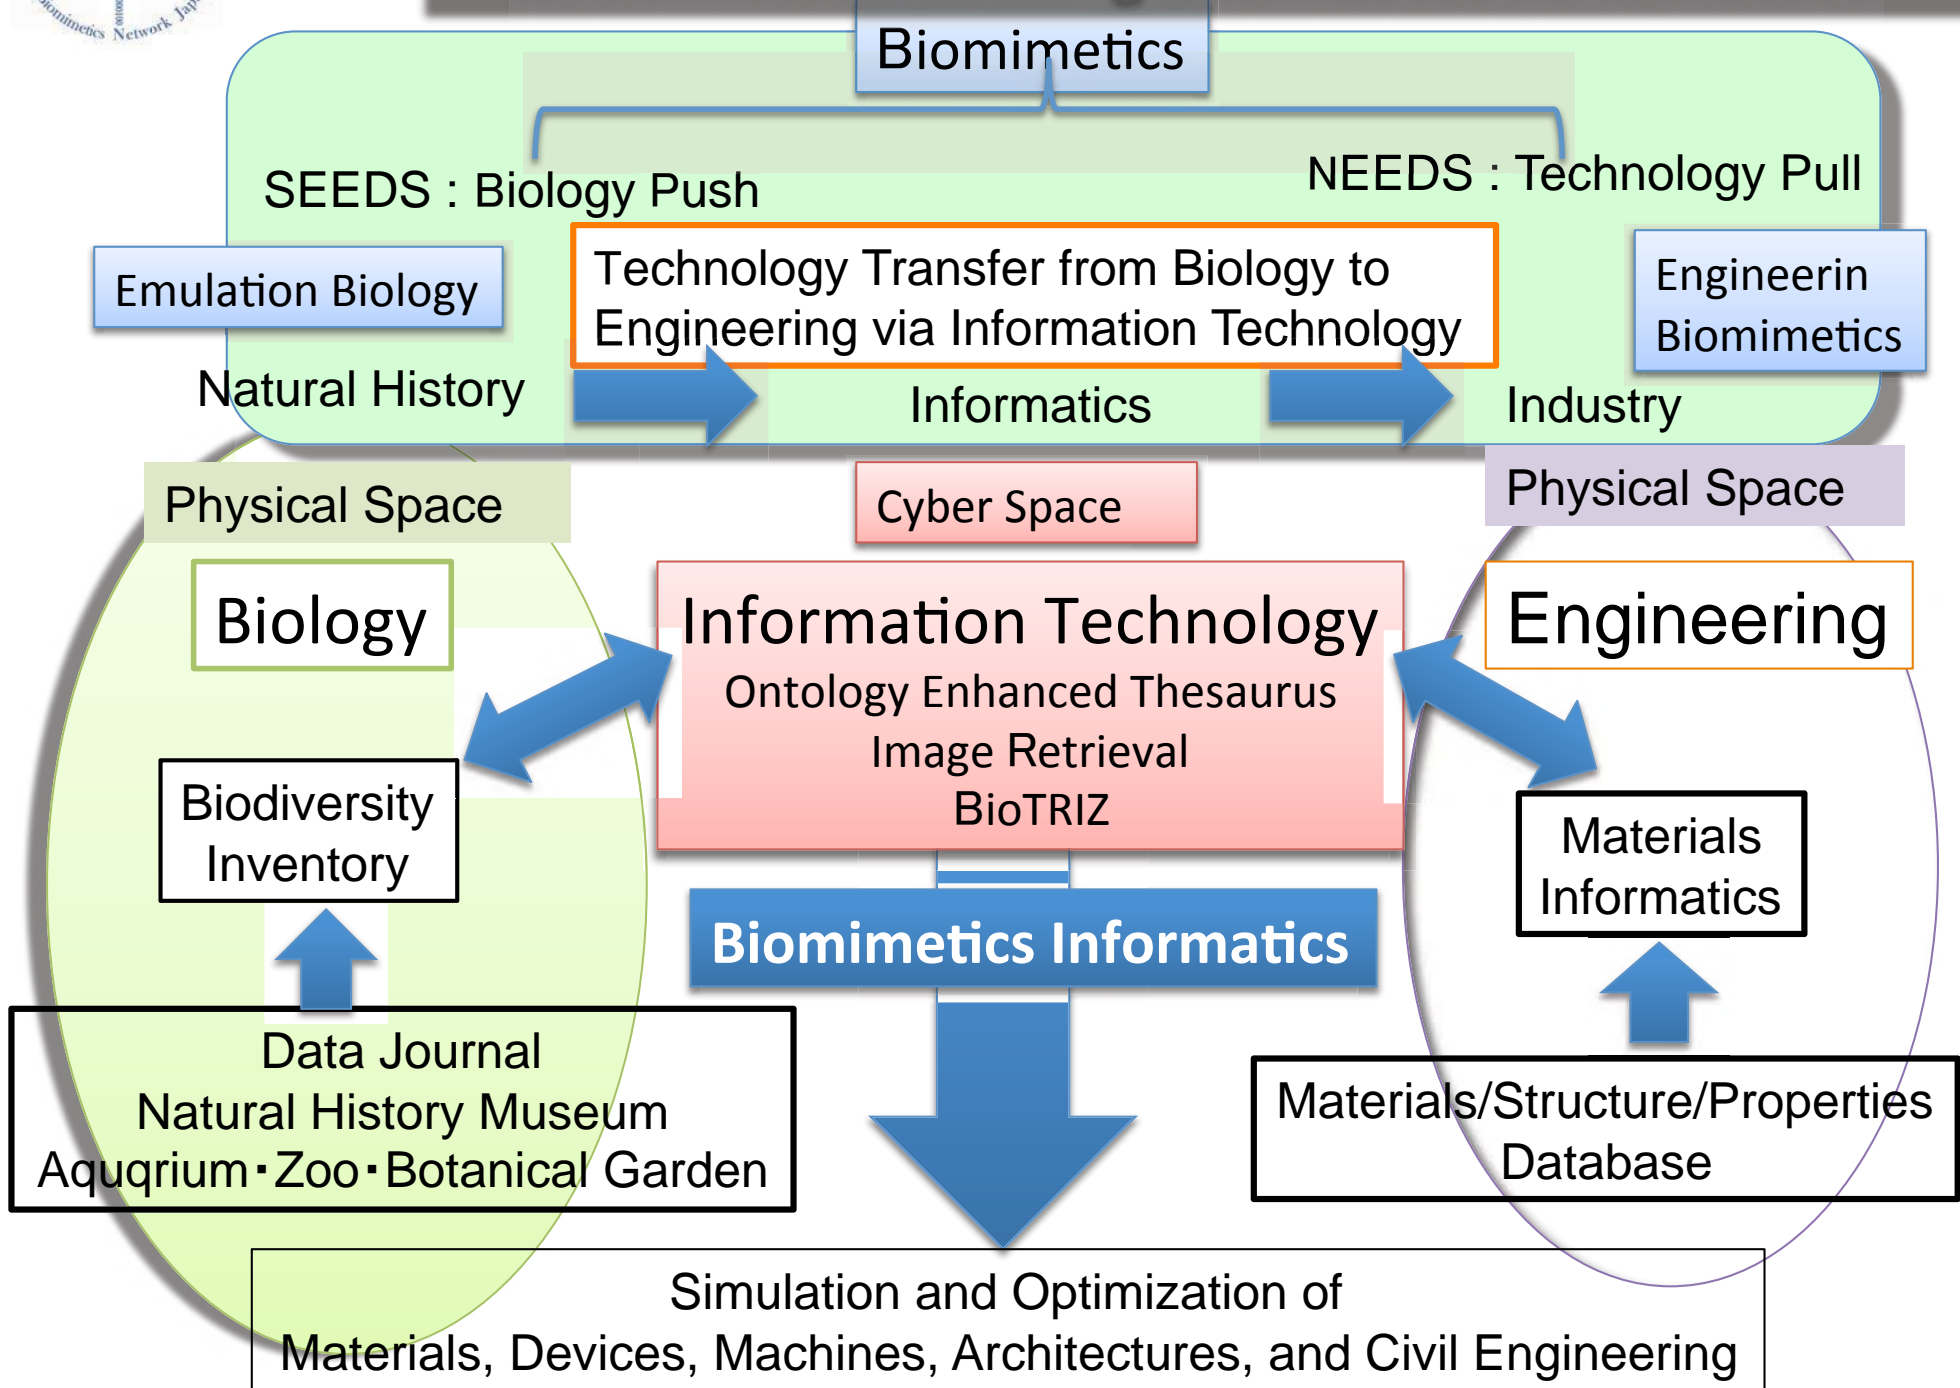 Biomimetics Network Japan
Biomimetics
SEEDS : Biology Push
NEEDS : Technology Pull
Emulation Biology
Technology Transfer from Biology to
Engineering via Information Technology
Engineerin
Biomimetics
Natural History
Informatics
Industry
Physical Space
Cyber Space
Physical Space
Biology
Information Technology
Ontology Enhanced Thesaurus
Image Retrieval
BioTRIZ
Engineering
Biodiversity
Inventory
Materials
Informatics
Biomimetics Informatics
Data Journal
Natural History Museum
Aquqrium・Zoo・Botanical Garden
Materials/Structure/Properties
Database
Simulation and Optimization of
Materials, Devices, Machines, Architectures, and Civil Engineering